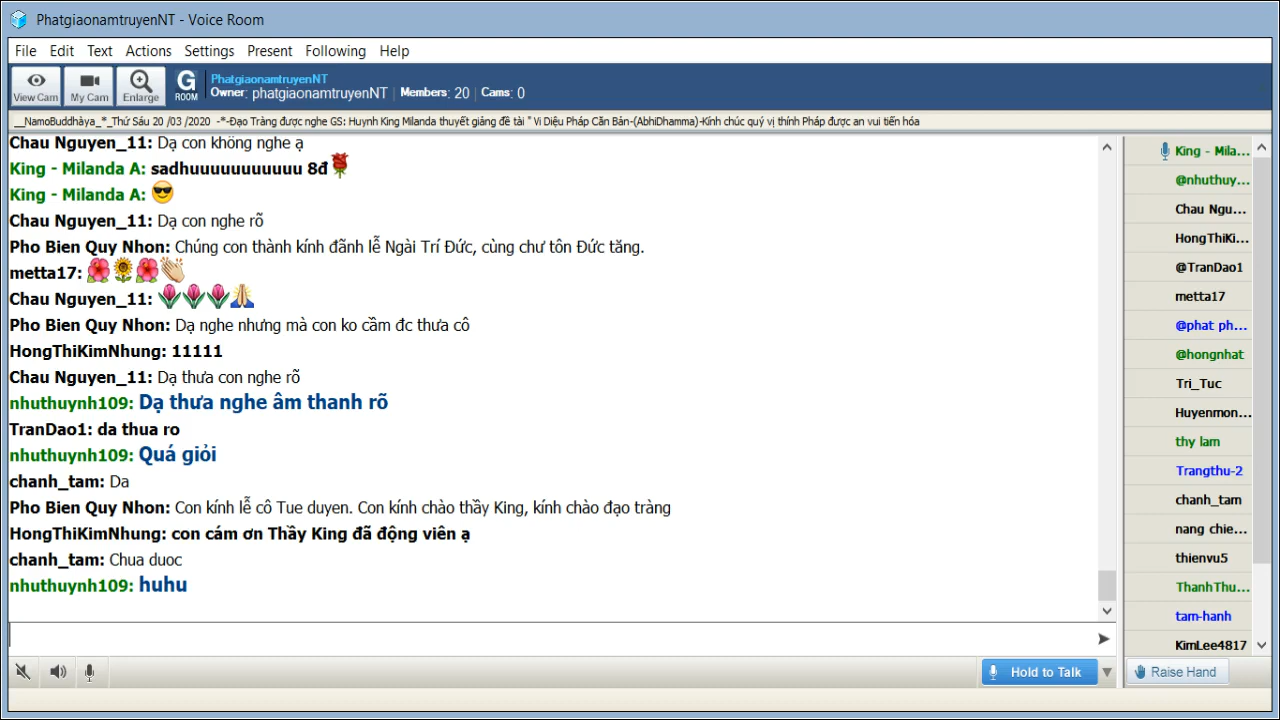 PhatgiaonamtruyenNT - Voice Room
File Edit Text Actions Settings Present Following Help
View Cam My Cam Enlarge G ROOM
PhatgiaonamtruyenNT
Owner: phatgiaonamtruyenNT | Members: 20 | Cams: 0
__NamoBuddhàya_*_Thứ Sáu 20 /03 /2020 -*-Đạo Tràng được nghe GS: Huynh King Milanda thuyết giảng đề tài " Vi Diệu Pháp Căn Bản-(AbhiDhamma)-Kính chúc quý vị thính Pháp được an vui tiến hóa
Chau Nguyen_11: Dạ con không nghe ạ
King - Milanda A: sadhuuuuuuuuuuu 8đ
King - Milanda A:
Chau Nguyen_11: Dạ con nghe rõ
Pho Bien Quy Nhon: Chúng con thành kính đãnh lễ Ngài Trí Đức, cùng chư tôn Đức tăng.
metta17:
Chau Nguyen_11:
Pho Bien Quy Nhon: Dạ nghe nhưng mà con ko cầm đc thưa cô
HongThiKimNhung: 11111
Chau Nguyen_11: Dạ thưa con nghe rõ
nhuthuynh109: Dạ thưa nghe âm thanh rõ
TranDao1: da thua ro
nhuthuynh109: Quá giỏi
chanh_tam: Da
Pho Bien Quy Nhon: Con kính lễ cô Tue duyen. Con kính chào thầy King, kính chào đạo tràng
HongThiKimNhung: con cám ơn Thầy King đã động viên ạ
chanh_tam: Chua duoc
nhuthuynh109: huhu
King - Mila...
@nhuthuy...
Chau Ngu...
HongThiKi...
@TranDao1
metta17
@phat ph...
@hongnhat
Tri_Tuc
Huyenmon...
thy lam
Trangthu-2
chanh_tam
nang chie...
thienvu5
ThanhThu...
tam-hanh
KimLee4817
Hold to Talk
Raise Hand